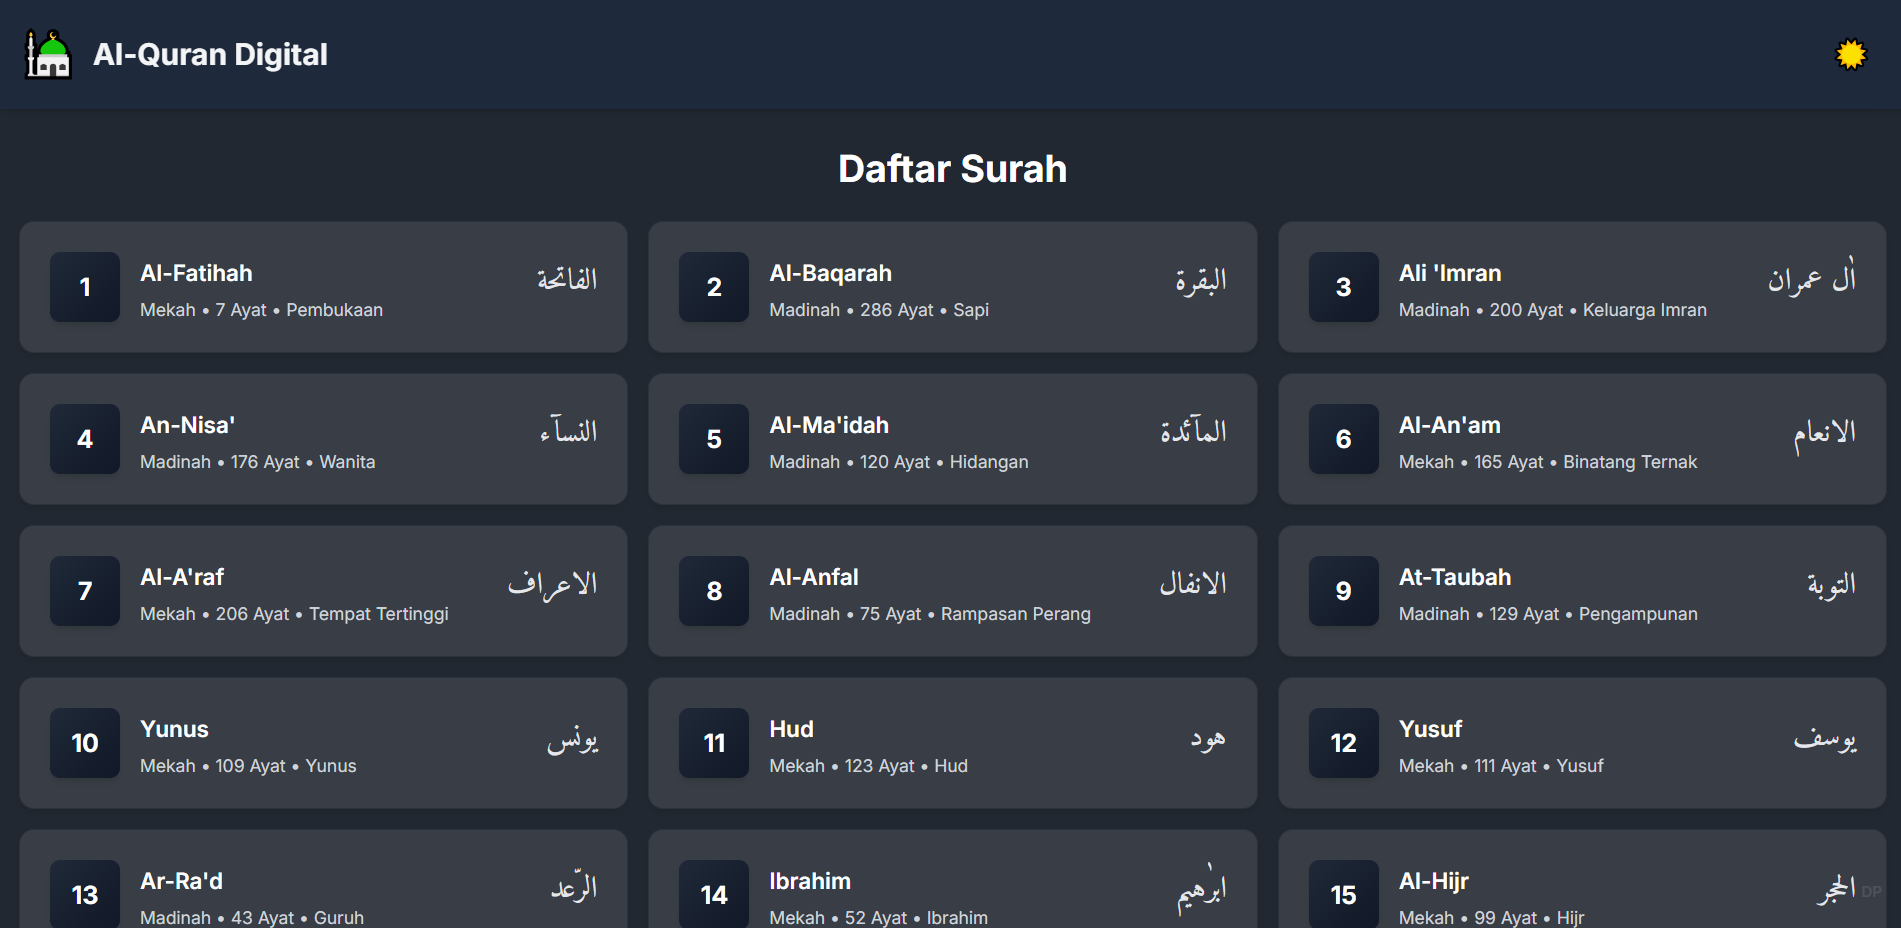 Al-Quran Digital
Daftar Surah
1
Al-Fatihah
الفاتحة
Mekah • 7 Ayat • Pembukaan
2
Al-Baqarah
البقرة
Madinah • 286 Ayat • Sapi
3
Ali 'Imran
اٰل عمران
Madinah • 200 Ayat • Keluarga Imran
4
An-Nisa'
النساۤء
Madinah • 176 Ayat • Wanita
5
Al-Ma'idah
الماۤئدة
Madinah • 120 Ayat • Hidangan
6
Al-An'am
الانعام
Mekah • 165 Ayat • Binatang Ternak
7
Al-A'raf
الاعراف
Mekah • 206 Ayat • Tempat Tertinggi
8
Al-Anfal
الانفال
Madinah • 75 Ayat • Rampasan Perang
9
At-Taubah
التوبة
Madinah • 129 Ayat • Pengampunan
10
Yunus
يونس
Mekah • 109 Ayat • Yunus
11
Hud
هود
Mekah • 123 Ayat • Hud
12
Yusuf
يوسف
Mekah • 111 Ayat • Yusuf
13
Ar-Ra'd
الرّعد
Madinah • 43 Ayat • Guruh
14
Ibrahim
ابرٰهيم
Mekah • 52 Ayat • Ibrahim
15
Al-Hijr
الحجر
Mekah • 99 Ayat • Hijr
DP